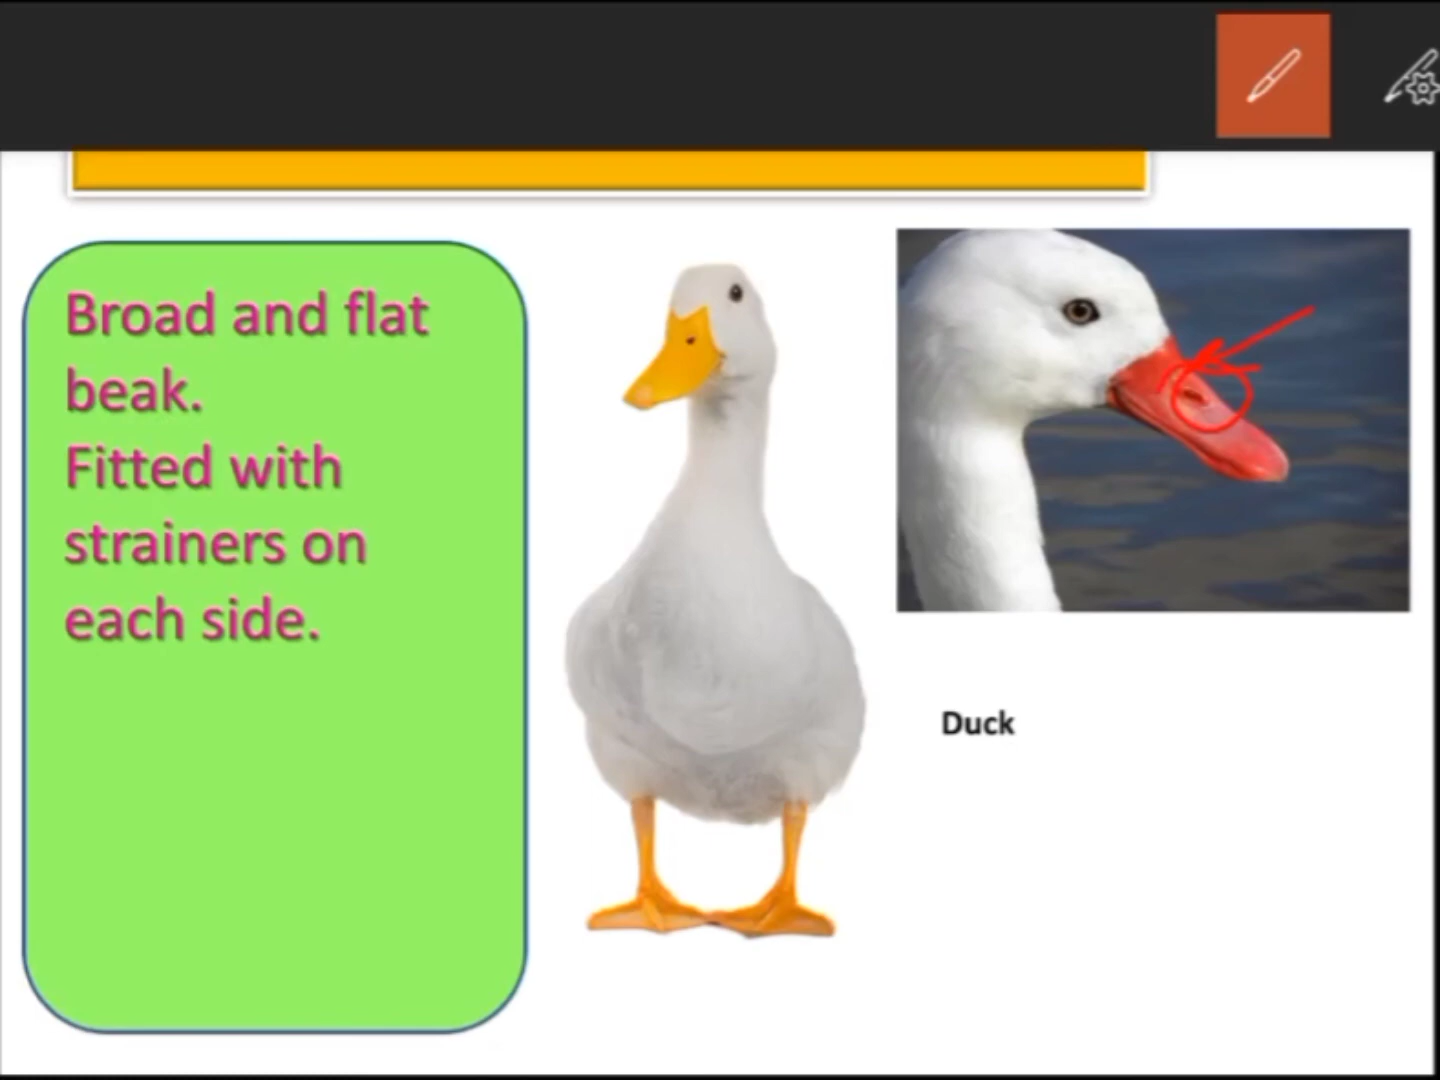 Broad and flat
beak.
Fitted with
strainers on
each side.
Duck